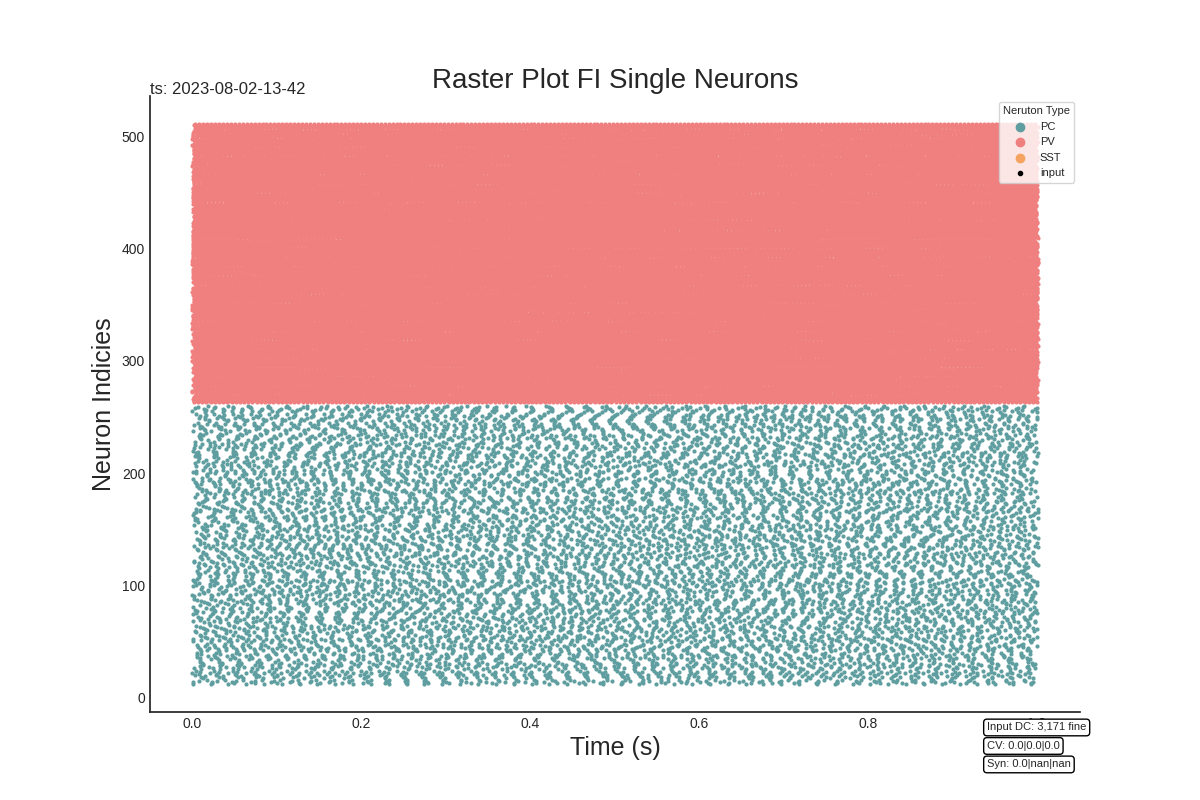 Raster Plot FI Single Neurons
ts: 2023-08-02-13-42
Neruton Type
PC
PV
SST
input
500
400
300
200
100
0
Neuron Indicies
0.0 0.2 0.4 0.6 0.8
Time (s)
Input DC: 3,171 fine
CV: 0.0|0.0|0.0
Syn: 0.0|nan|nan